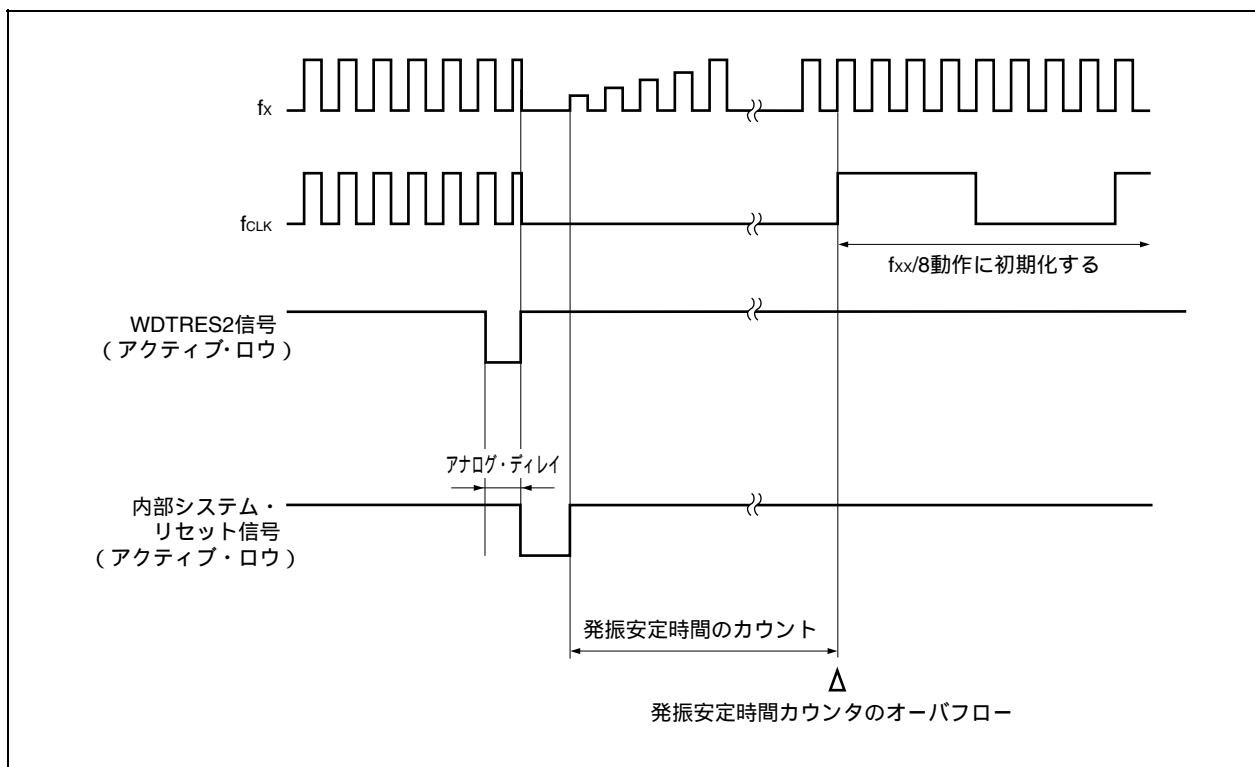 fX
fCLK
fXX/8動作に初期化する
WDTRES2信号
（アクティブ・ロウ）
アナログ・ディレイ
内部システム・
リセット信号
（アクティブ・ロウ）
発振安定時間のカウント
発振安定時間カウンタのオーバフロー